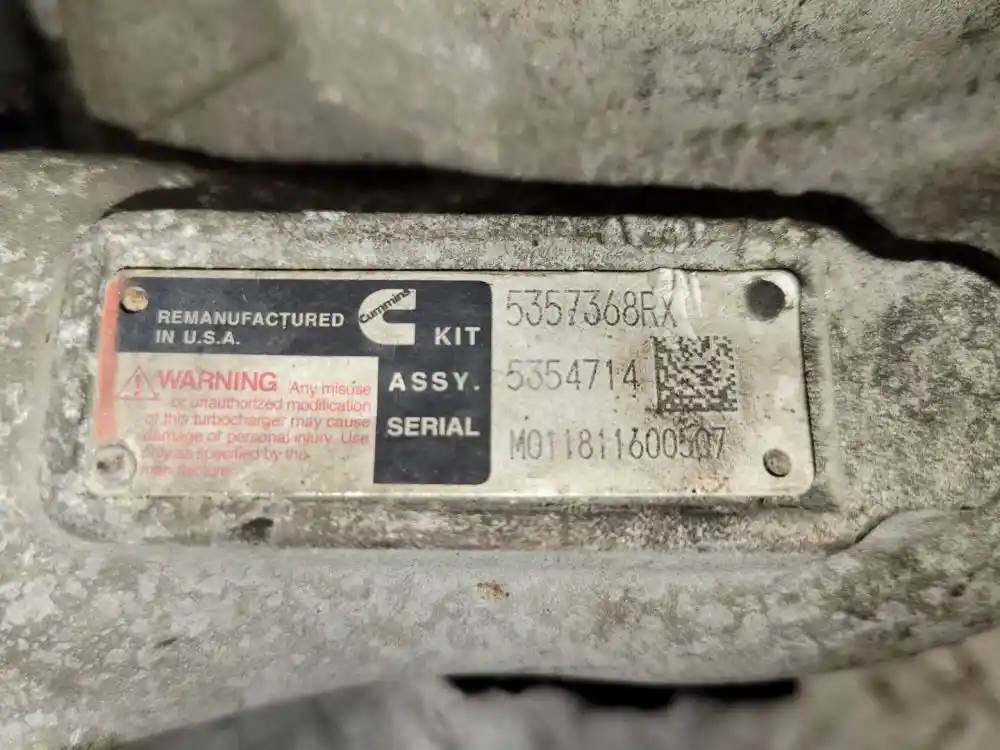 REMANUFACTURED
IN U.S.A.
Cummins
KIT 5357368RX
ASSY. 5354714
SERIAL M011811600507
WARNING Any misuse
or unauthorized modification
of this turbocharger may cause
damage of personal injury. Use
only as specified by the
manufacturer.